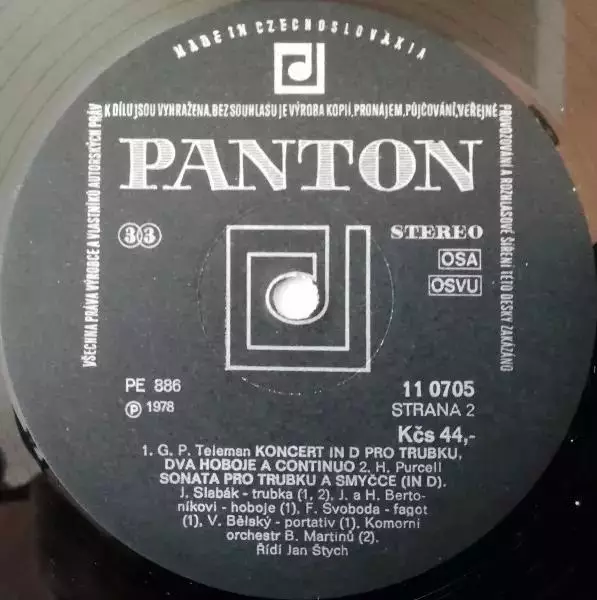 MADE IN CZECHOSLOVAKIA
VŠECHNA PRÁVA VÝROBCE A VLASTNÍKŮ AUTORSKÝCH PRÁV
K DÍLU JSOU VYHRAŽENA. BEZ SOUHLASU JE VÝROBA KOPIÍ, PRONÁJEM, PŮJČOVÁNÍ, VEŘEJNÉ
PROVOZOVÁNÍ A ROZHLASOVÉ ŠÍŘENÍ TÉTO DESKY ZAKÁZÁNO
PANTON
33
STEREO
OSA
OSVU
PE 886
11 0705
Ⓟ 1978
STRANA 2
Kčs 44,-
1. G. P. Teleman KONCERT IN D PRO TRUBKU,
DVA HOBOJE A CONTINUO 2. H. Purcell
SONATA PRO TRUBKU A SMYČCE (IN D).
J. Slabák - trubka (1, 2), J. a H. Berto-
níkovi - hoboje (1), F. Svoboda - fagot
(1), V. Bělský - portativ (1), Komorní
orchestr B. Martinů (2).
Řídí Jan Štych